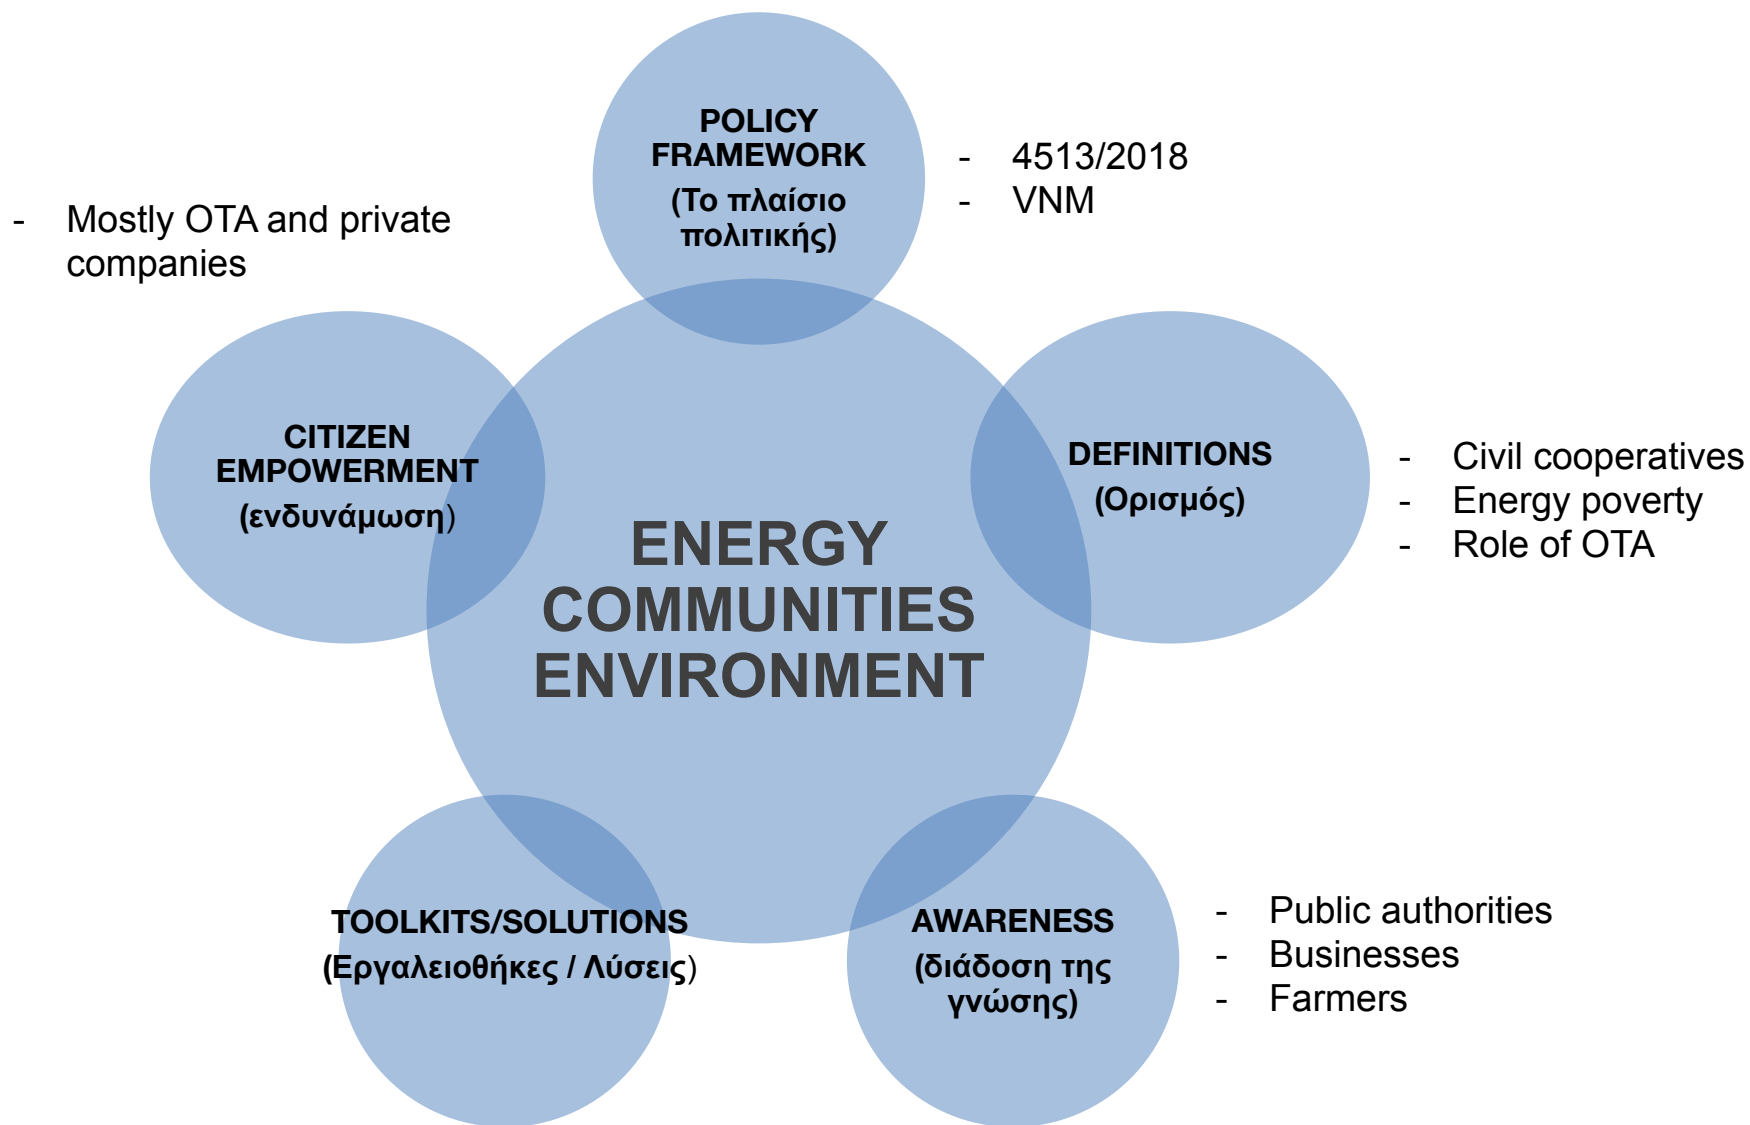 POLICY
FRAMEWORK
(Το πλαίσιο
πολιτικής)
- 4513/2018
- VNM
- Mostly OTA and private
companies
CITIZEN
EMPOWERMENT
(ενδυνάμωση)
DEFINITIONS
(Ορισμός)
- Civil cooperatives
- Energy poverty
- Role of OTA
ENERGY
COMMUNITIES
ENVIRONMENT
TOOLKITS/SOLUTIONS
(Εργαλειοθήκες / Λύσεις)
AWARENESS
(διάδοση της
γνώσης)
- Public authorities
- Businesses
- Farmers